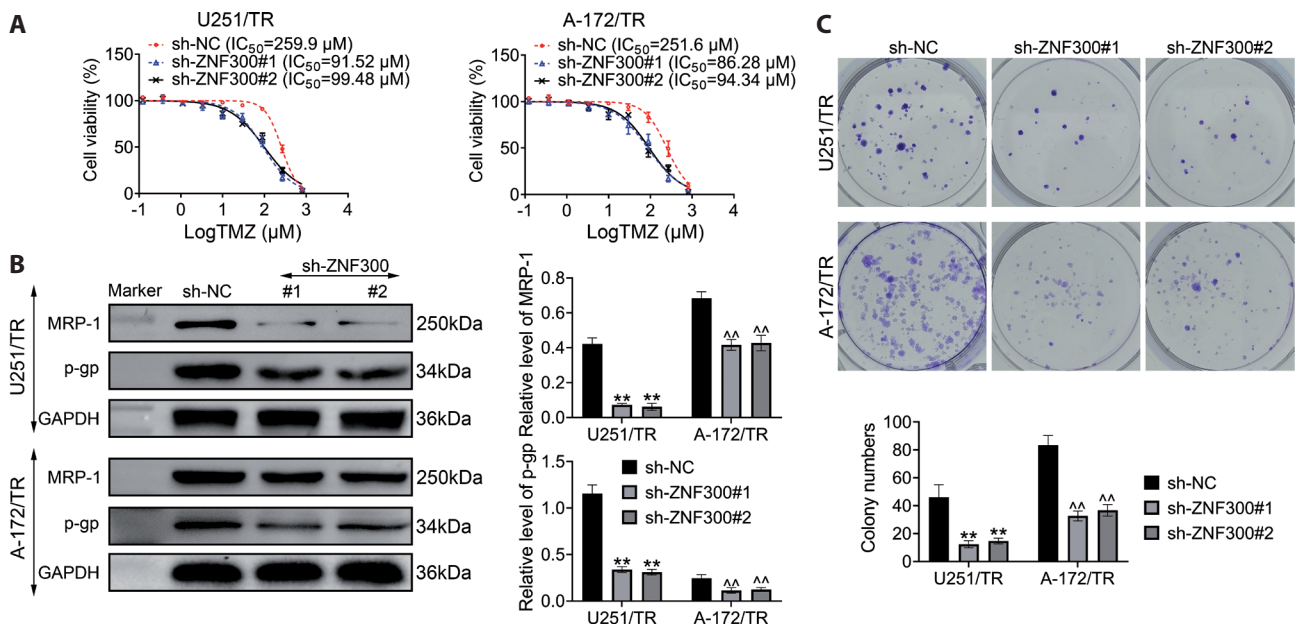 A
U251/TR
sh-NC (IC50=259.9 µM)
sh-ZNF300#1 (IC50=91.52 µM)
sh-ZNF300#2 (IC50=99.48 µM)
Cell viability (%)
150
100
50
0
-1 0 1 2 3 4
LogTMZ (µM)
A-172/TR
sh-NC (IC50=251.6 µM)
sh-ZNF300#1 (IC50=86.28 µM)
sh-ZNF300#2 (IC50=94.34 µM)
Cell viability (%)
150
100
50
0
-1 0 1 2 3 4
LogTMZ (µM)
B
sh-ZNF300
Marker sh-NC #1 #2
U251/TR
MRP-1 250kDa
p-gp 34kDa
GAPDH 36kDa
A-172/TR
MRP-1 250kDa
p-gp 34kDa
GAPDH 36kDa
Relative level of MRP-1
0.8
0.6
0.4
0.2
0.0
** **
^^ ^^
U251/TR A-172/TR
Relative level of p-gp
1.5
1.0
0.5
0.0
sh-NC
sh-ZNF300#1
sh-ZNF300#2
** **
^^ ^^
U251/TR A-172/TR
C
sh-NC sh-ZNF300#1 sh-ZNF300#2
U251/TR
A-172/TR
Colony numbers
100
80
60
40
20
0
** **
^^ ^^
U251/TR A-172/TR
sh-NC
sh-ZNF300#1
sh-ZNF300#2